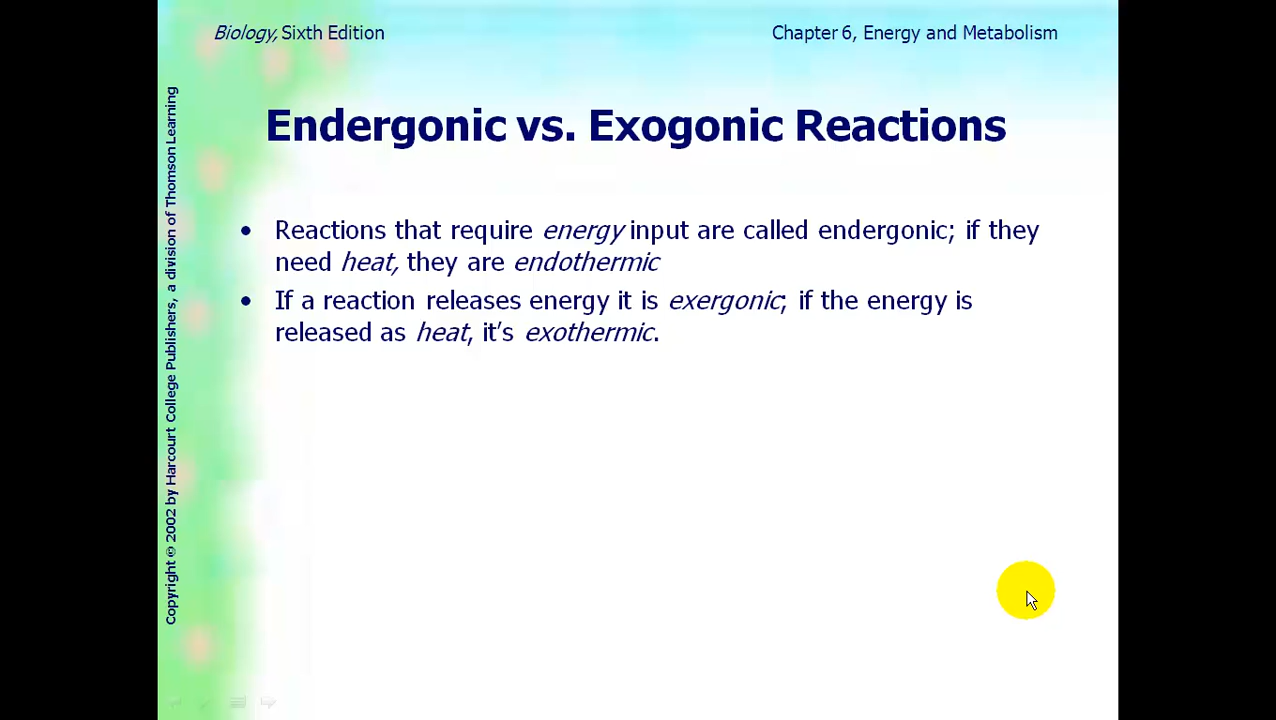 Biology, Sixth Edition
Chapter 6, Energy and Metabolism
Endergonic vs. Exogonic Reactions
• Reactions that require energy input are called endergonic; if they
need heat, they are endothermic
• If a reaction releases energy it is exergonic; if the energy is
released as heat, it's exothermic.
Copyright © 2002 by Harcourt College Publishers, a division of Thomson Learning